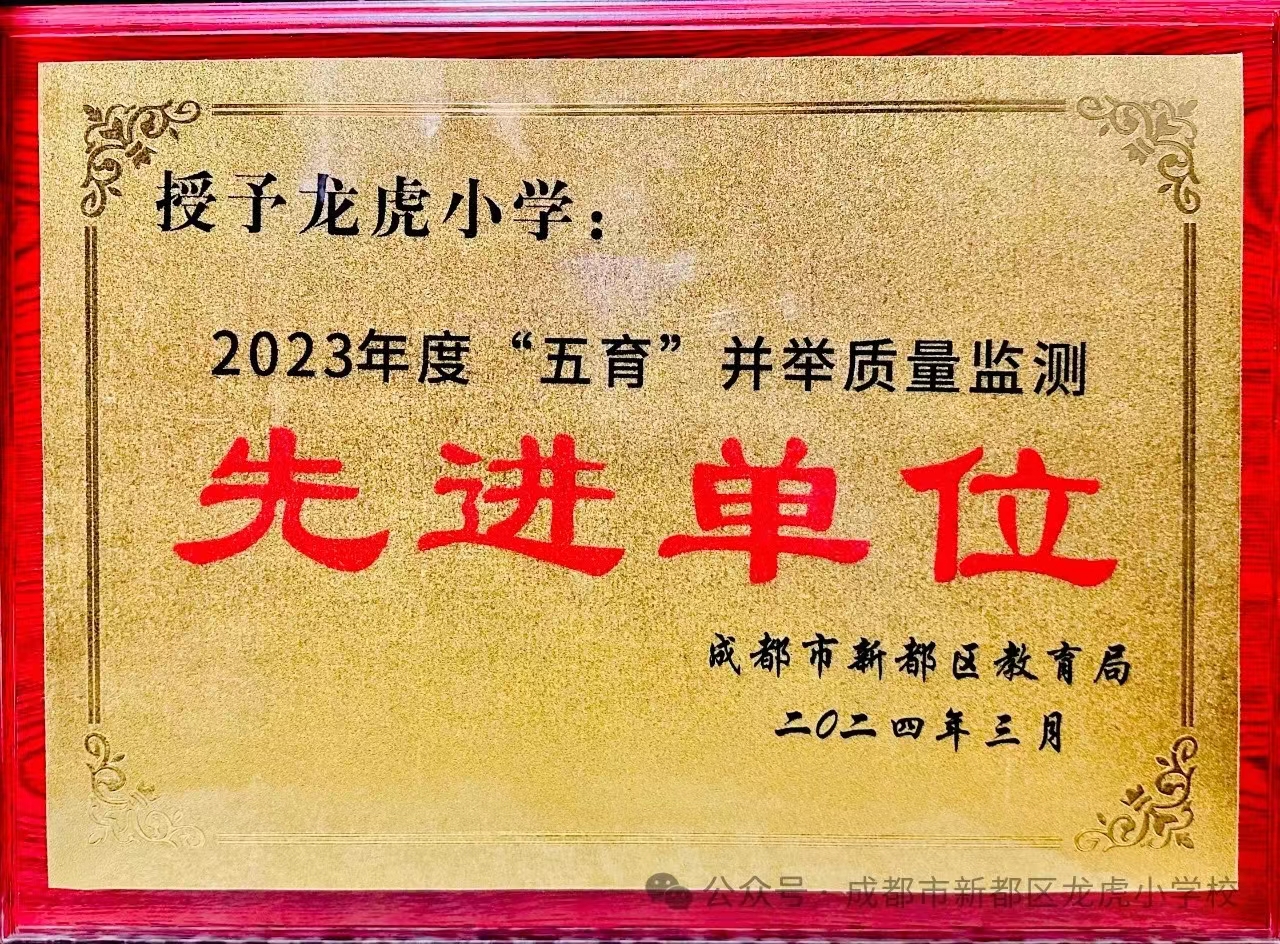 授予龙虎小学：
2023年度“五育”并举质量监测
先进单位
成都市新都区教育局
二〇二四年三月
公众号·成都市新都区龙虎小学校